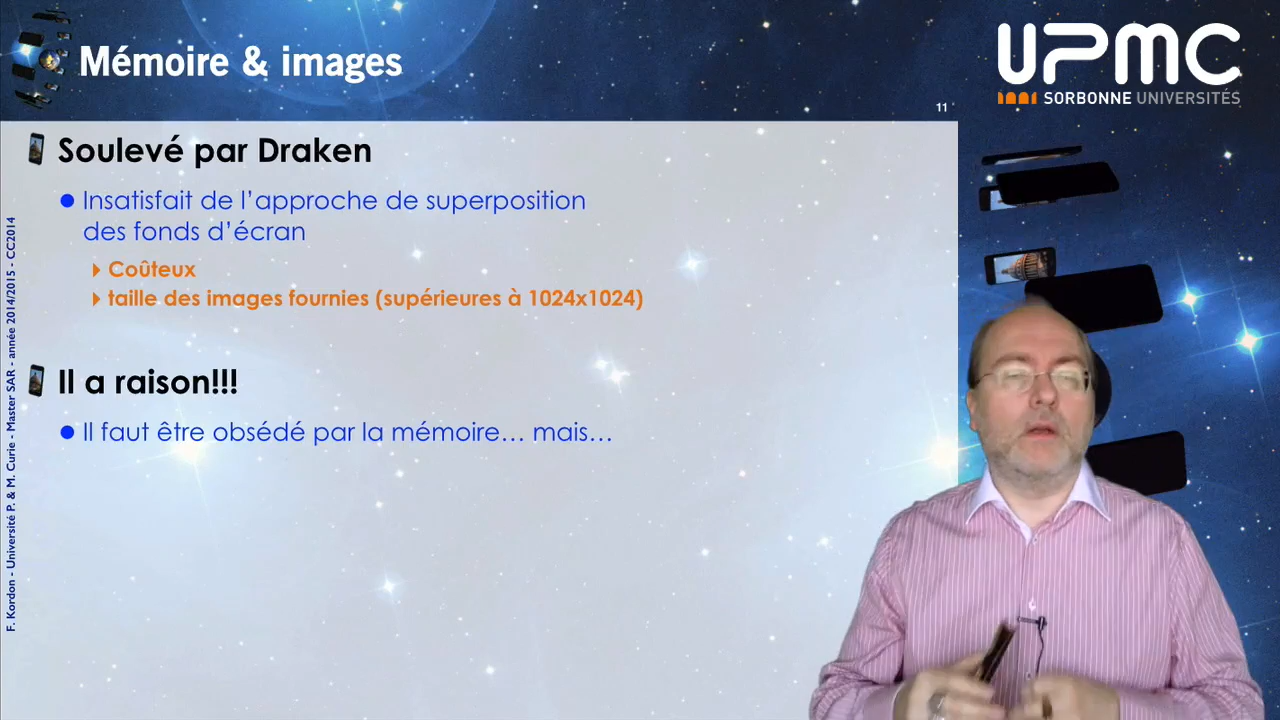 Mémoire & images
UPMC
SORBONNE UNIVERSITÉS
11
Soulevé par Draken
Insatisfait de l'approche de superposition
des fonds d'écran
Coûteux
taille des images fournies (supérieures à 1024x1024)
Il a raison!!!
Il faut être obsédé par la mémoire… mais…
F. Kordon - Université P. & M. Curie - Master SAR - année 2014/2015 - CC2014